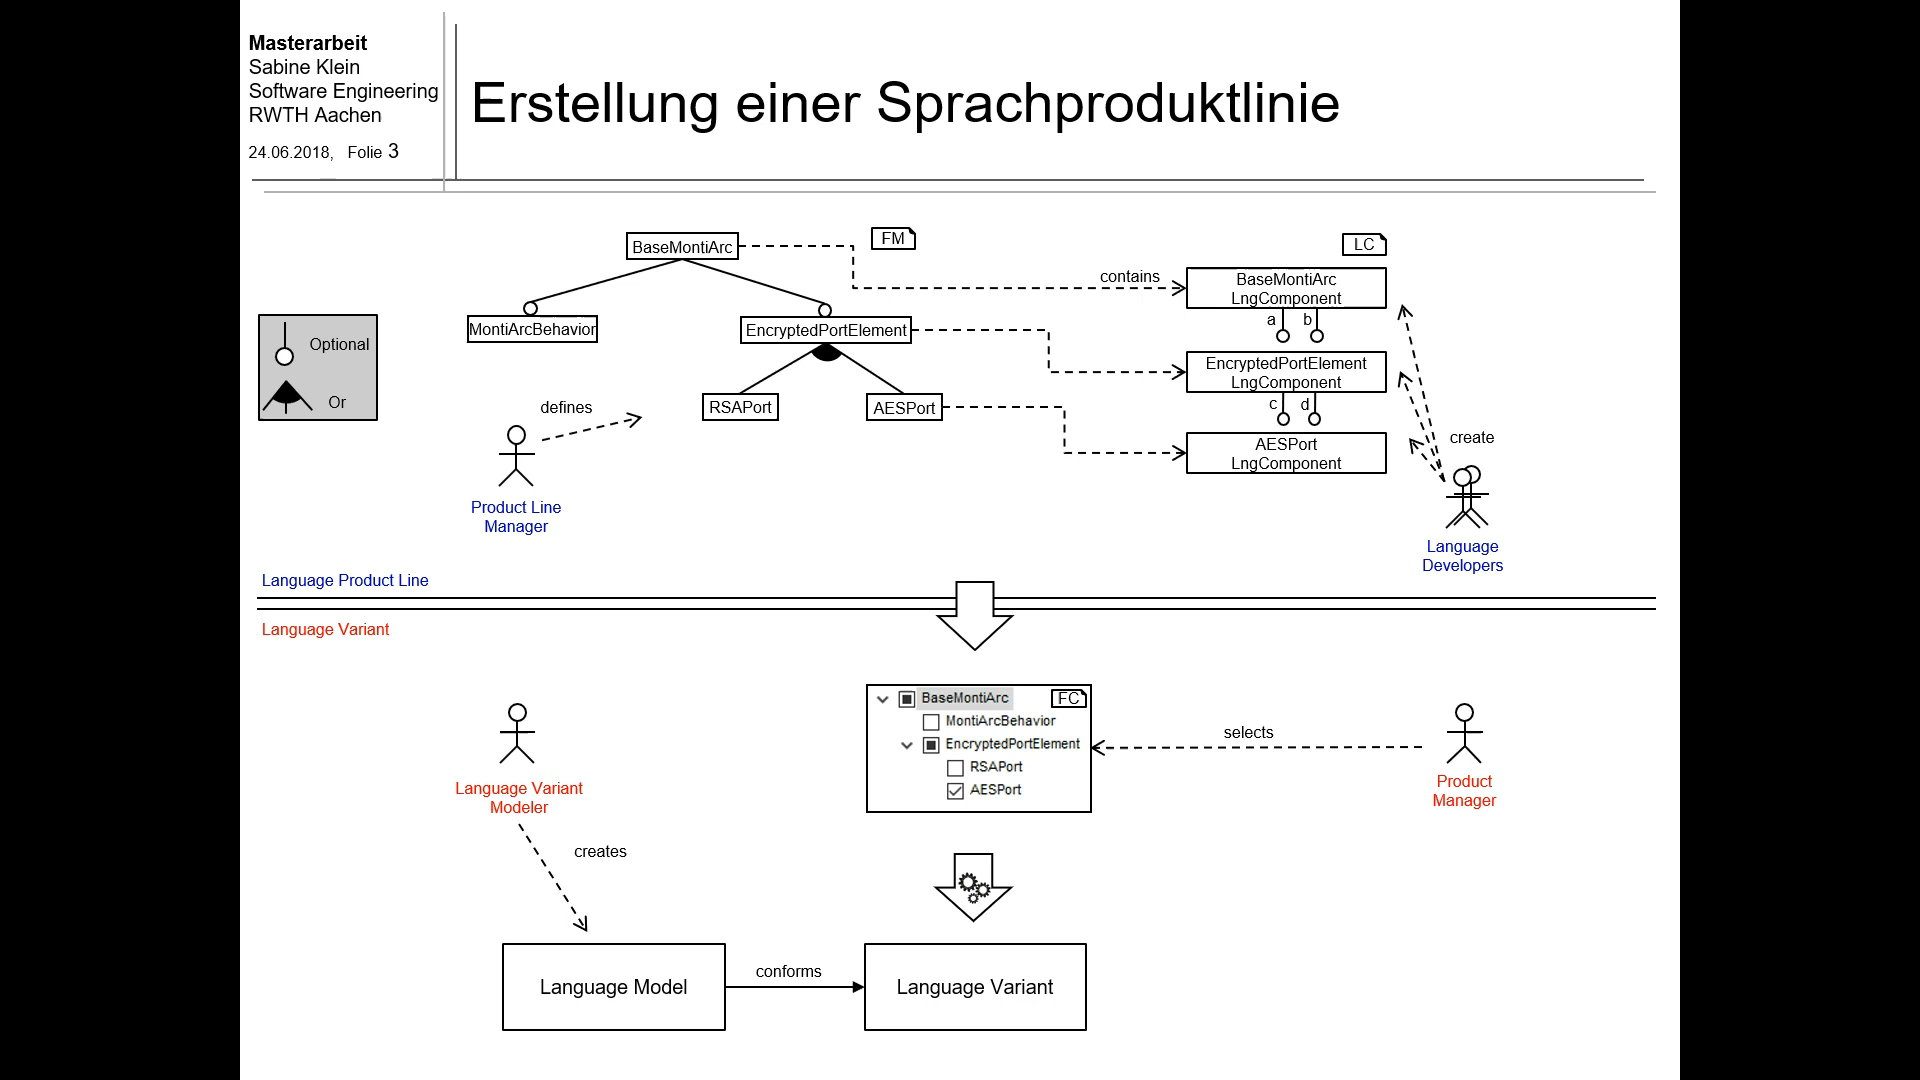 Masterarbeit
Sabine Klein
Software Engineering
RWTH Aachen
24.06.2018, Folie 3
Erstellung einer Sprachproduktlinie
BaseMontiArc
FM
LC
contains
BaseMontiArc
LngComponent
a b
MontiArcBehavior
EncryptedPortElement
Optional
Or
EncryptedPortElement
LngComponent
c d
RSAPort
AESPort
defines
AESPort
LngComponent
create
Product Line
Manager
Language
Developers
Language Product Line
Language Variant
BaseMontiArc
FC
MontiArcBehavior
EncryptedPortElement
RSAPort
AESPort
selects
Language Variant
Modeler
Product
Manager
creates
Language Model
conforms
Language Variant